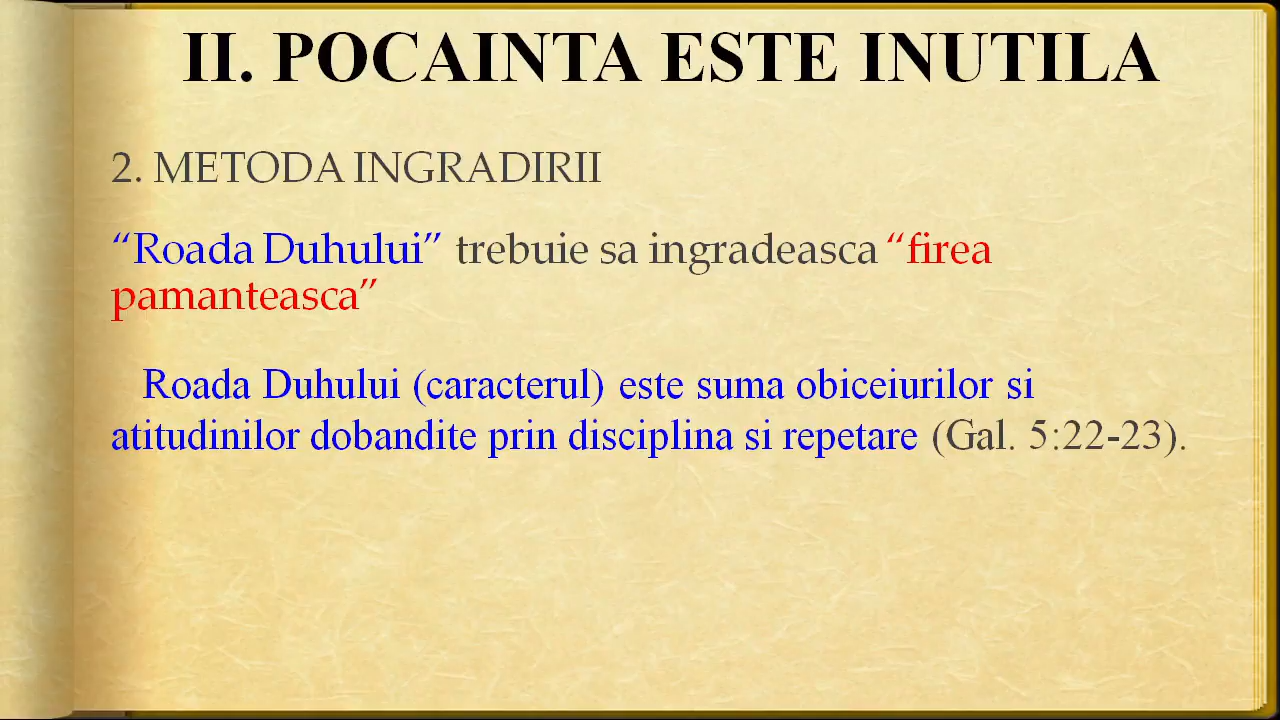 II. POCAINTA ESTE INUTILA
2. METODA INGRADIRII
“Roada Duhului” trebuie sa ingradeasca “firea
pamanteasca”
Roada Duhului (caracterul) este suma obiceiurilor si
atitudinilor dobandite prin disciplina si repetare (Gal. 5:22-23).